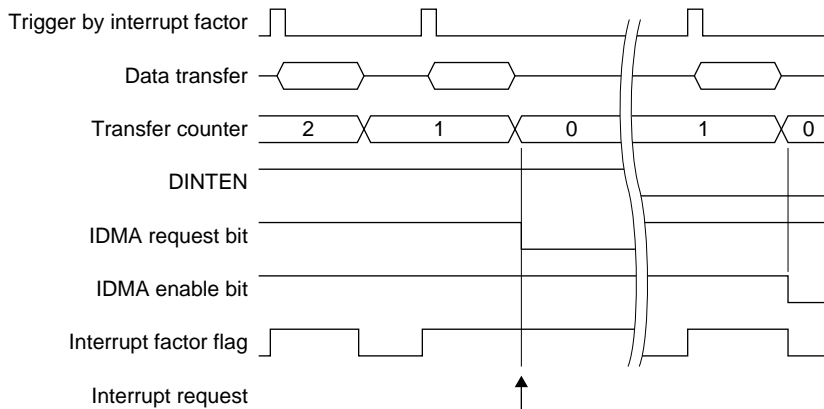 Trigger by interrupt factor
Data transfer
Transfer counter 2 1 0 1 0
DINTEN
IDMA request bit
IDMA enable bit
Interrupt factor flag
Interrupt request